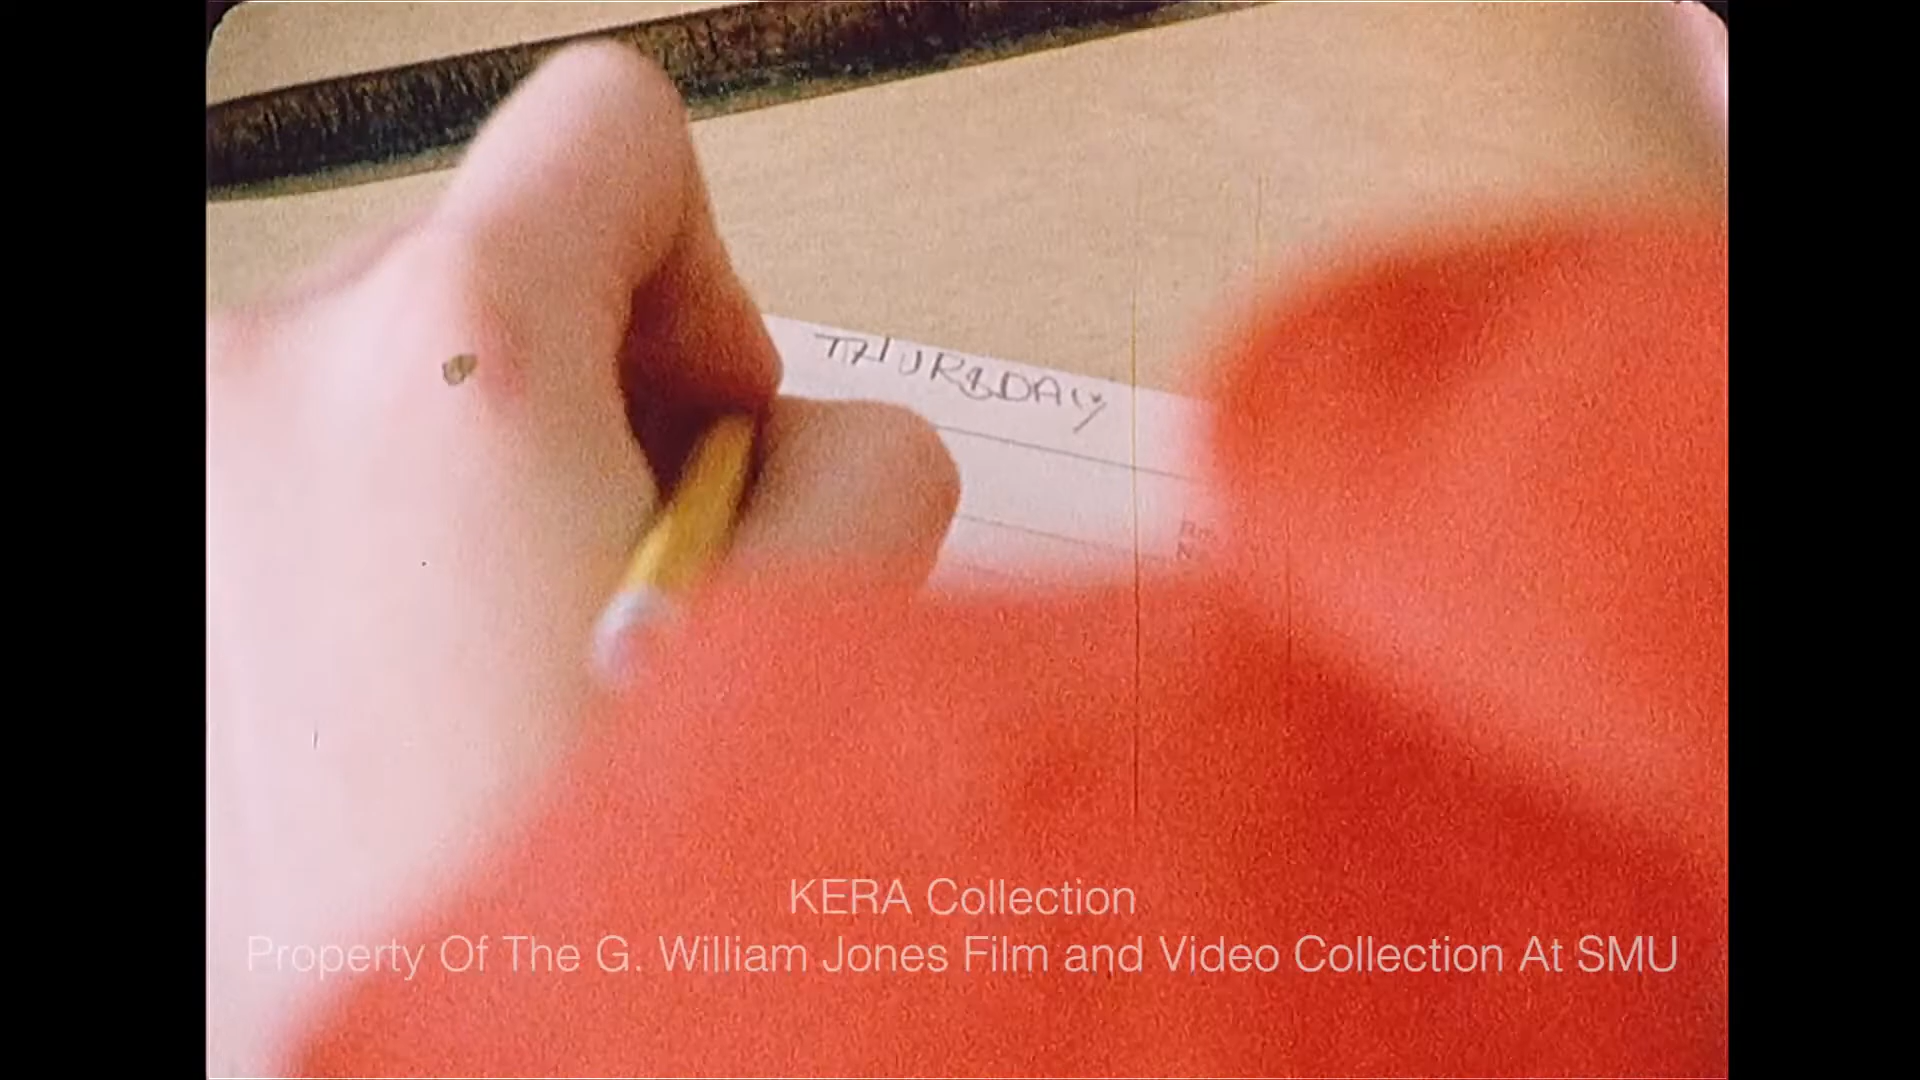 THURSDAY
KERA Collection
Property Of The G. William Jones Film and Video Collection At SMU